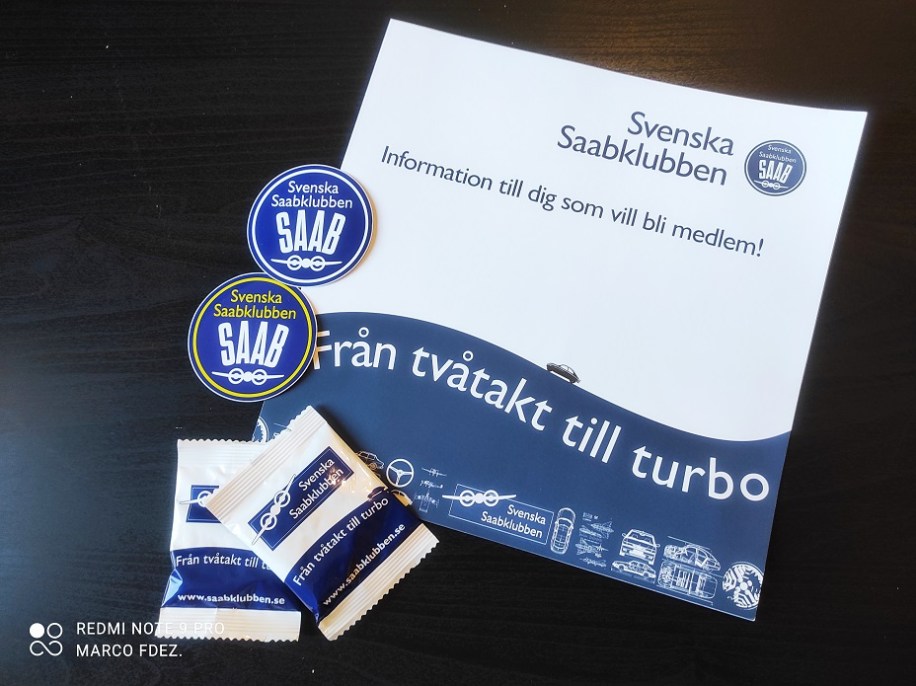 Svenska
Saabklubben
Svenska
Saabklubben
SAAB
Information till dig som vill bli medlem!
Svenska
Saabklubben
SAAB
Svenska
Saabklubben
SAAB
Från tvåtakt till turbo
Svenska
Saabklubben
Svenska
Saabklubben
Från tvåtakt till turbo
www.saabklubben.se
Från tvåtakt till t
www.saabklubben.se
REDMI NOTE 9 PRO
MARCO FDEZ.